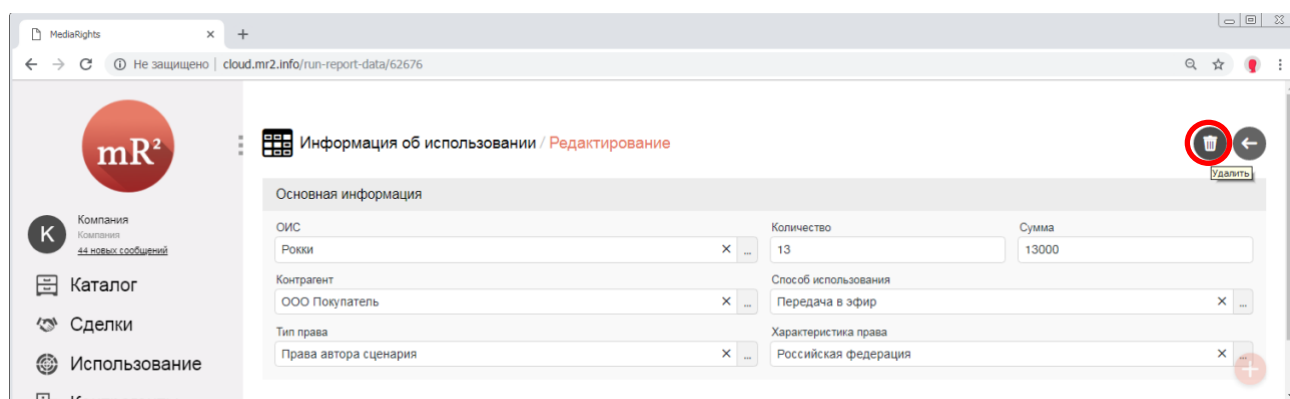 MediaRights
Не защищено | cloud.mr2.info/run-report-data/62676
mR²
Информация об использовании / Редактирование
Удалить
Основная информация
Компания
Компания
44 новых сообщений
Каталог
Сделки
Использование
ОИС
Количество
Сумма
Рокки
...
13
13000
Контрагент
Способ использования
ООО Покупатель
...
Передача в эфир
...
Тип права
Характеристика права
Права автора сценария
...
Российская федерация
...
К